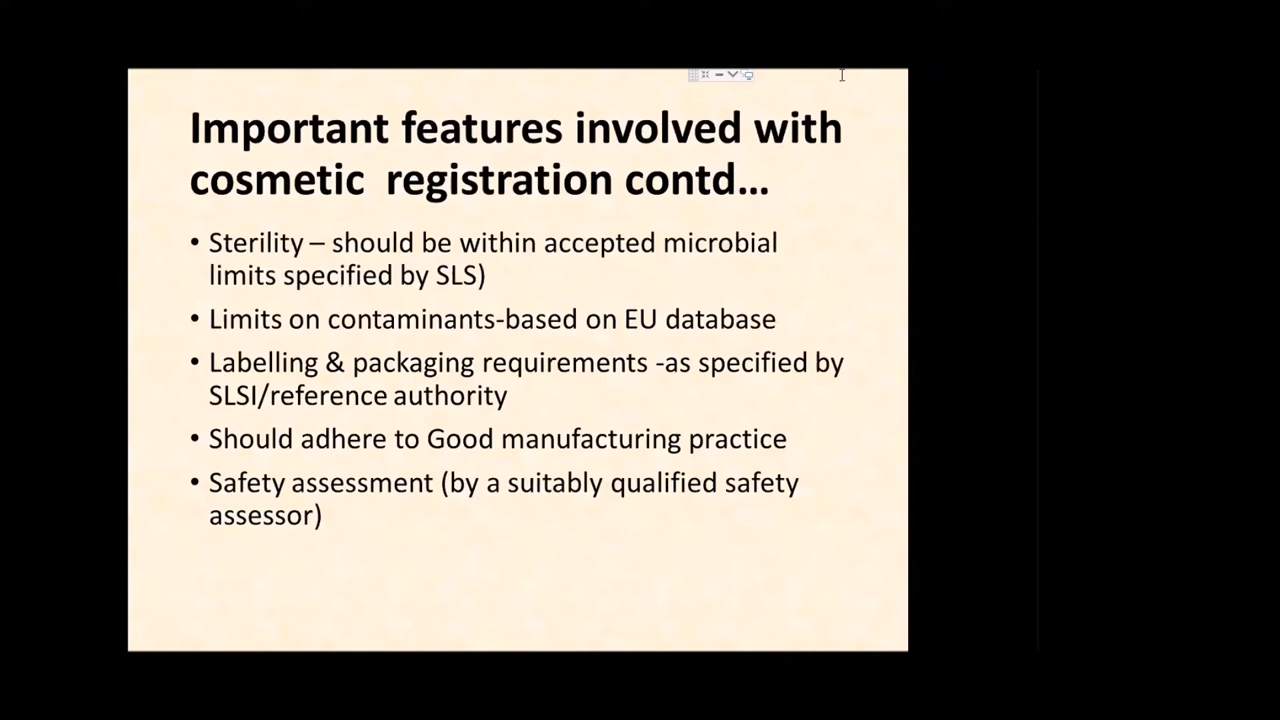 Important features involved with
cosmetic  registration contd...
• Sterility – should be within accepted microbial
limits specified by SLS)
• Limits on contaminants-based on EU database
• Labelling & packaging requirements -as specified by
SLSI/reference authority
• Should adhere to Good manufacturing practice
• Safety assessment (by a suitably qualified safety
assessor)